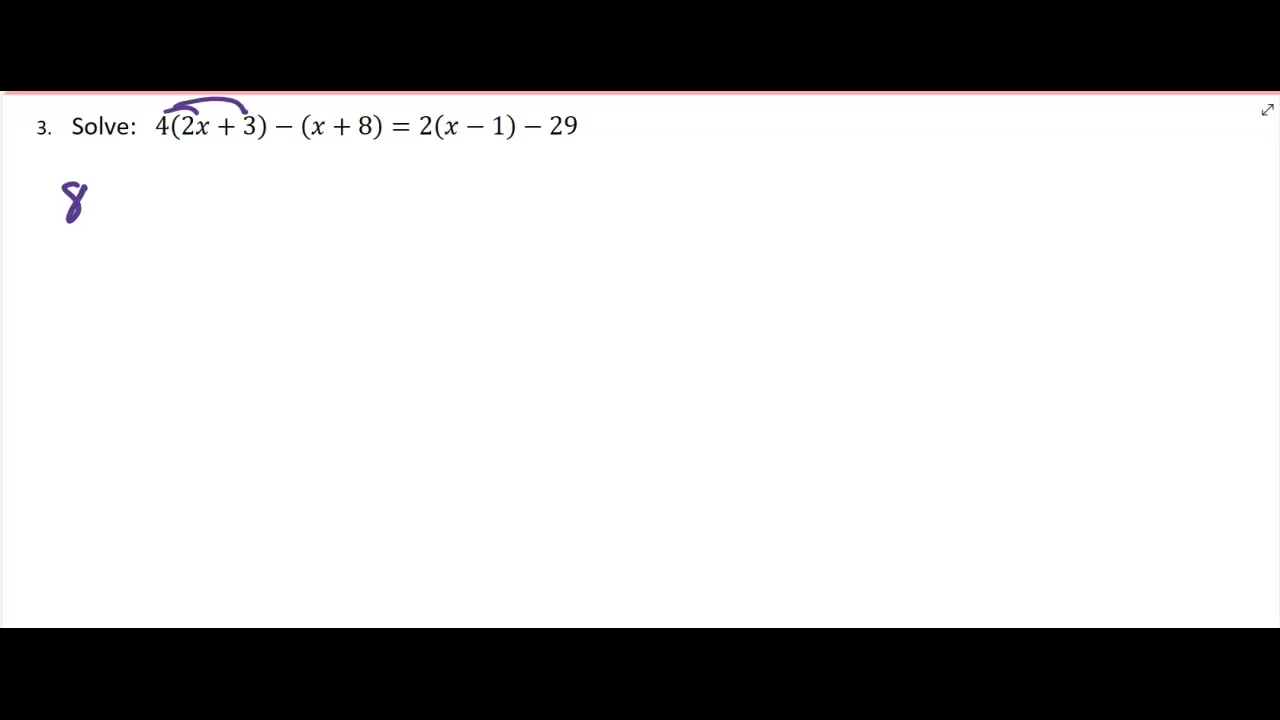 3. Solve: 4(2x + 3) − (x + 8) = 2(x − 1) − 29
8